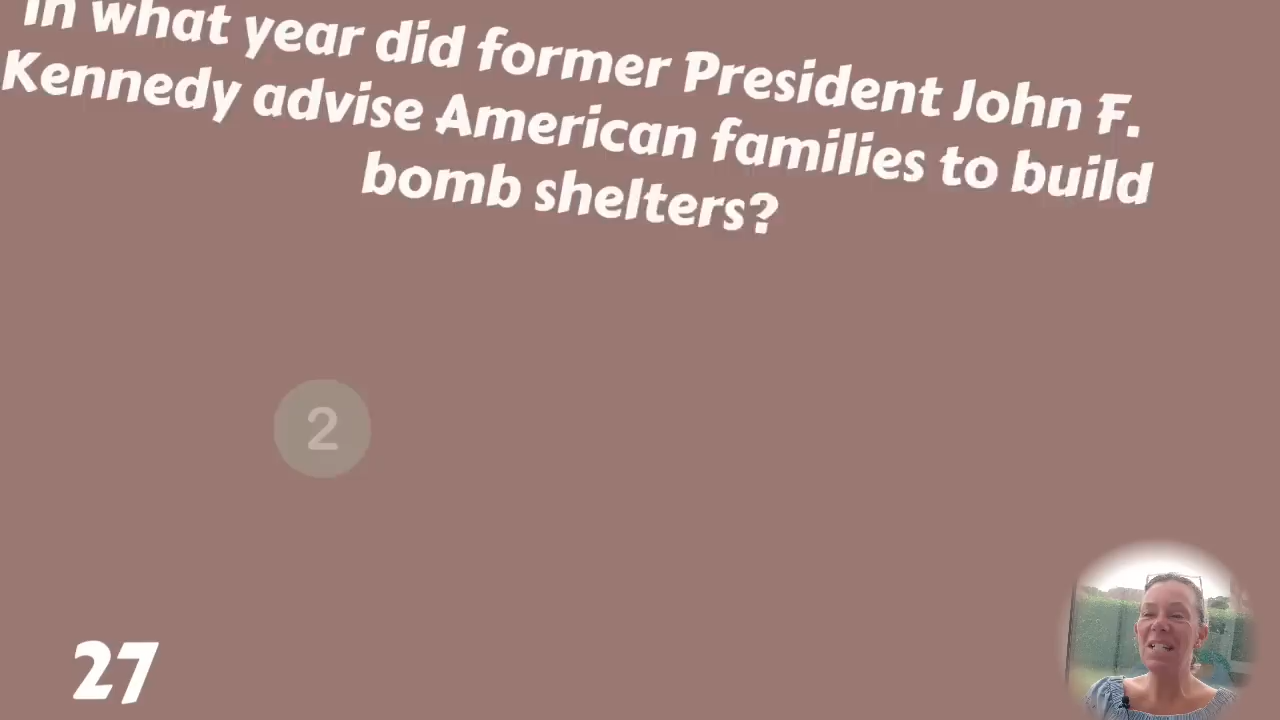 In what year did former President John F.
Kennedy advise American families to build
bomb shelters?
2
27